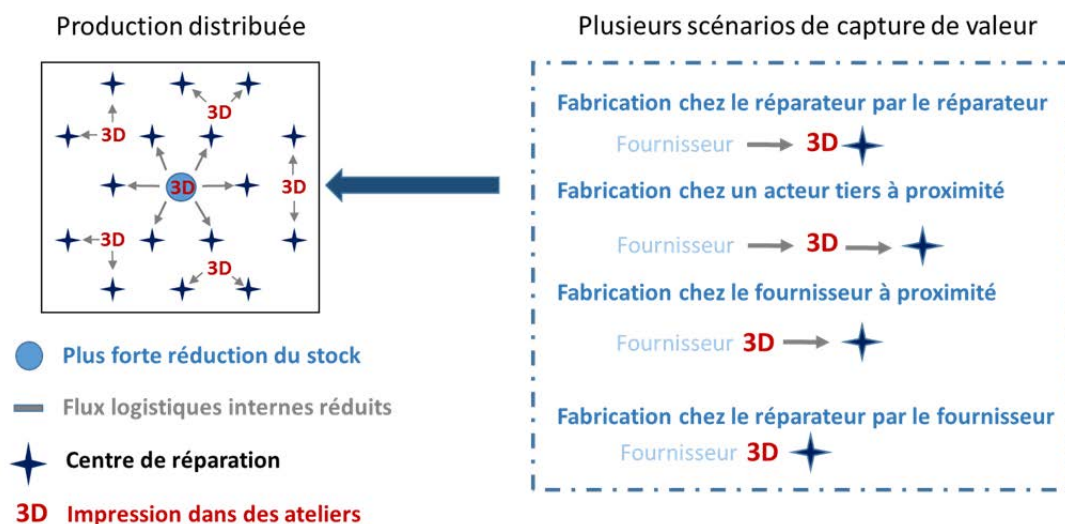 Production distribuée
3D
3D
3D
3D
3D
3D
Plus forte réduction du stock
Flux logistiques internes réduits
Centre de réparation
3D Impression dans des ateliers
Plusieurs scénarios de capture de valeur
Fabrication chez le réparateur par le réparateur
Fournisseur 3D
Fabrication chez un acteur tiers à proximité
Fournisseur 3D
Fabrication chez le fournisseur à proximité
Fournisseur 3D
Fabrication chez le réparateur par le fournisseur
Fournisseur 3D